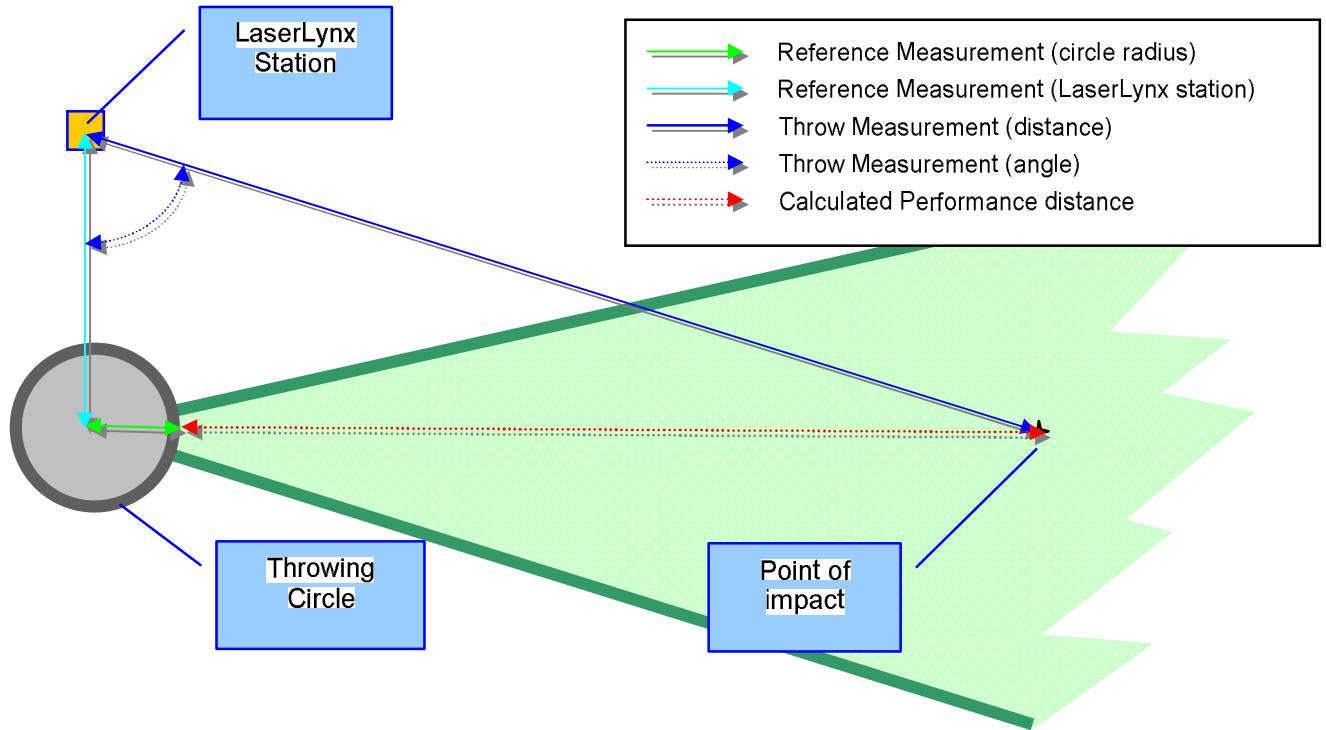 LaserLynx
Station
Reference Measurement (circle radius)
Reference Measurement (LaserLynx station)
Throw Measurement (distance)
Throw Measurement (angle)
Calculated Performance distance
Throwing
Circle
Point of
impact